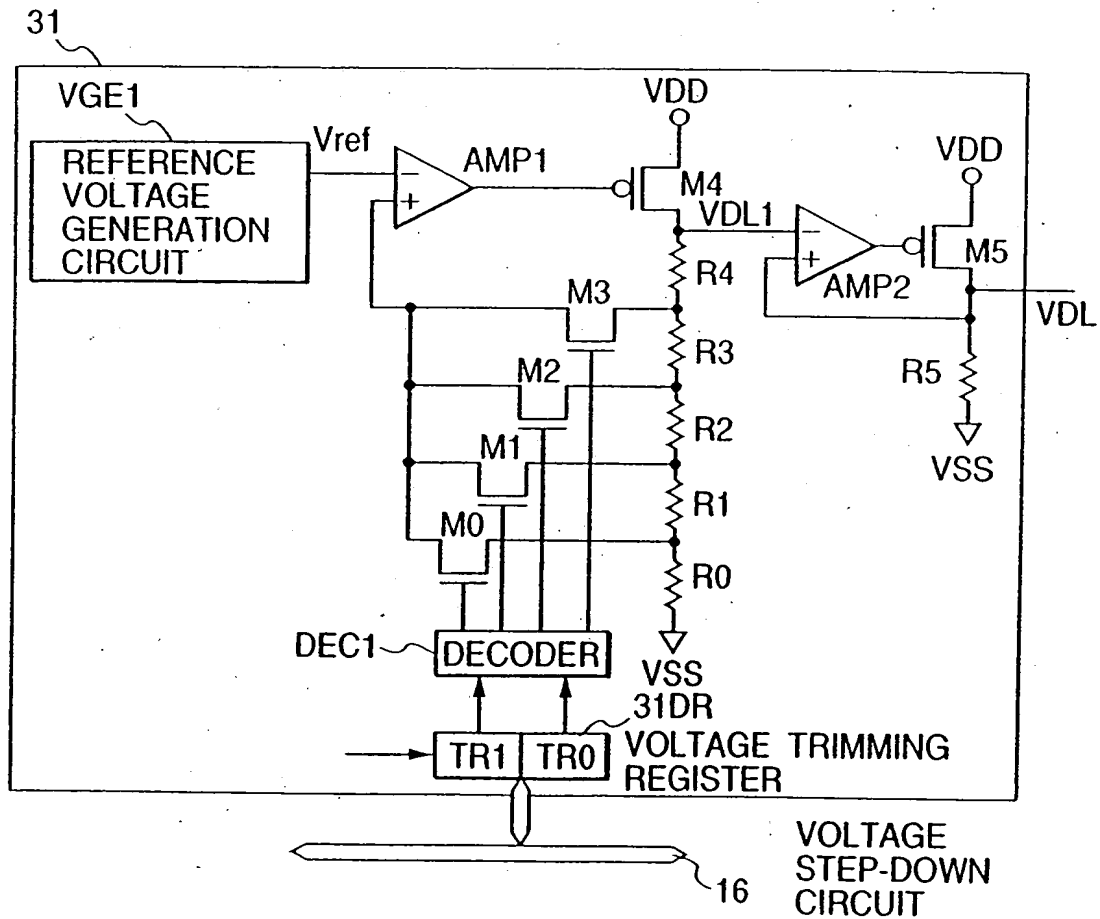 31
VGE1
REFERENCE
VOLTAGE
GENERATION
CIRCUIT
Vref
−
+
AMP1
VDD
M4
VDL1
−
+
AMP2
VDD
M5
VDL
R5
VSS
R4
M3
R3
M2
R2
M1
R1
M0
R0
VSS
DEC1
DECODER
31DR
TR1
TR0
VOLTAGE TRIMMING
REGISTER
16
VOLTAGE
STEP-DOWN
CIRCUIT